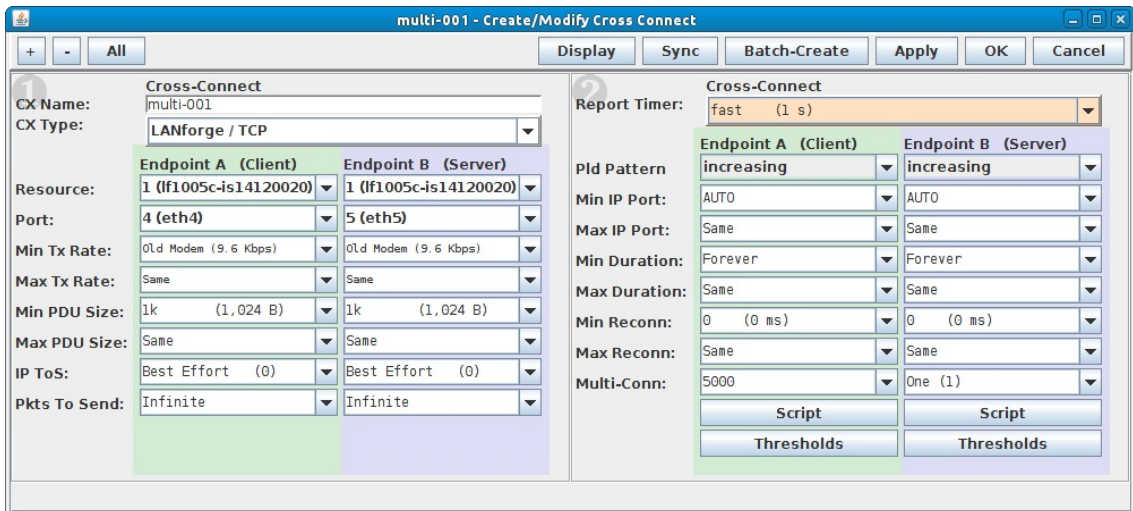 multi-001 - Create/Modify Cross Connect
+ - All Display Sync Batch-Create Apply OK Cancel
1
Cross-Connect
CX Name: multi-001
CX Type: LANforge / TCP
Endpoint A (Client) Endpoint B (Server)
Resource: 1 (lf1005c-is14120020) 1 (lf1005c-is14120020)
Port: 4 (eth4) 5 (eth5)
Min Tx Rate: Old Modem (9.6 Kbps) Old Modem (9.6 Kbps)
Max Tx Rate: Same Same
Min PDU Size: 1k (1,024 B) 1k (1,024 B)
Max PDU Size: Same Same
IP ToS: Best Effort (0) Best Effort (0)
Pkts To Send: Infinite Infinite
2
Cross-Connect
Report Timer: fast (1 s)
Endpoint A (Client) Endpoint B (Server)
Pld Pattern increasing increasing
Min IP Port: AUTO AUTO
Max IP Port: Same Same
Min Duration: Forever Forever
Max Duration: Same Same
Min Reconn: 0 (0 ms) 0 (0 ms)
Max Reconn: Same Same
Multi-Conn: 5000 One (1)
Script Script
Thresholds Thresholds